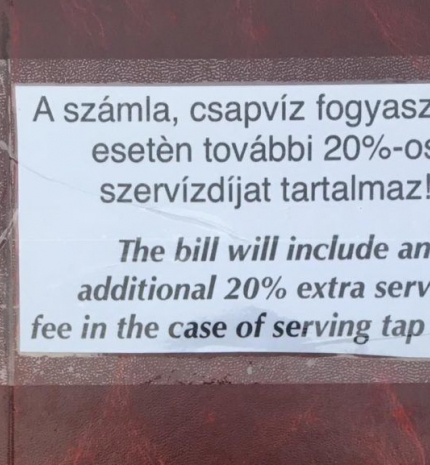 A számla, csapvíz fogyasz
esetèn további 20%-os
szervízdíjat tartalmaz!
The bill will include an
additional 20% extra serv
fee in the case of serving tap